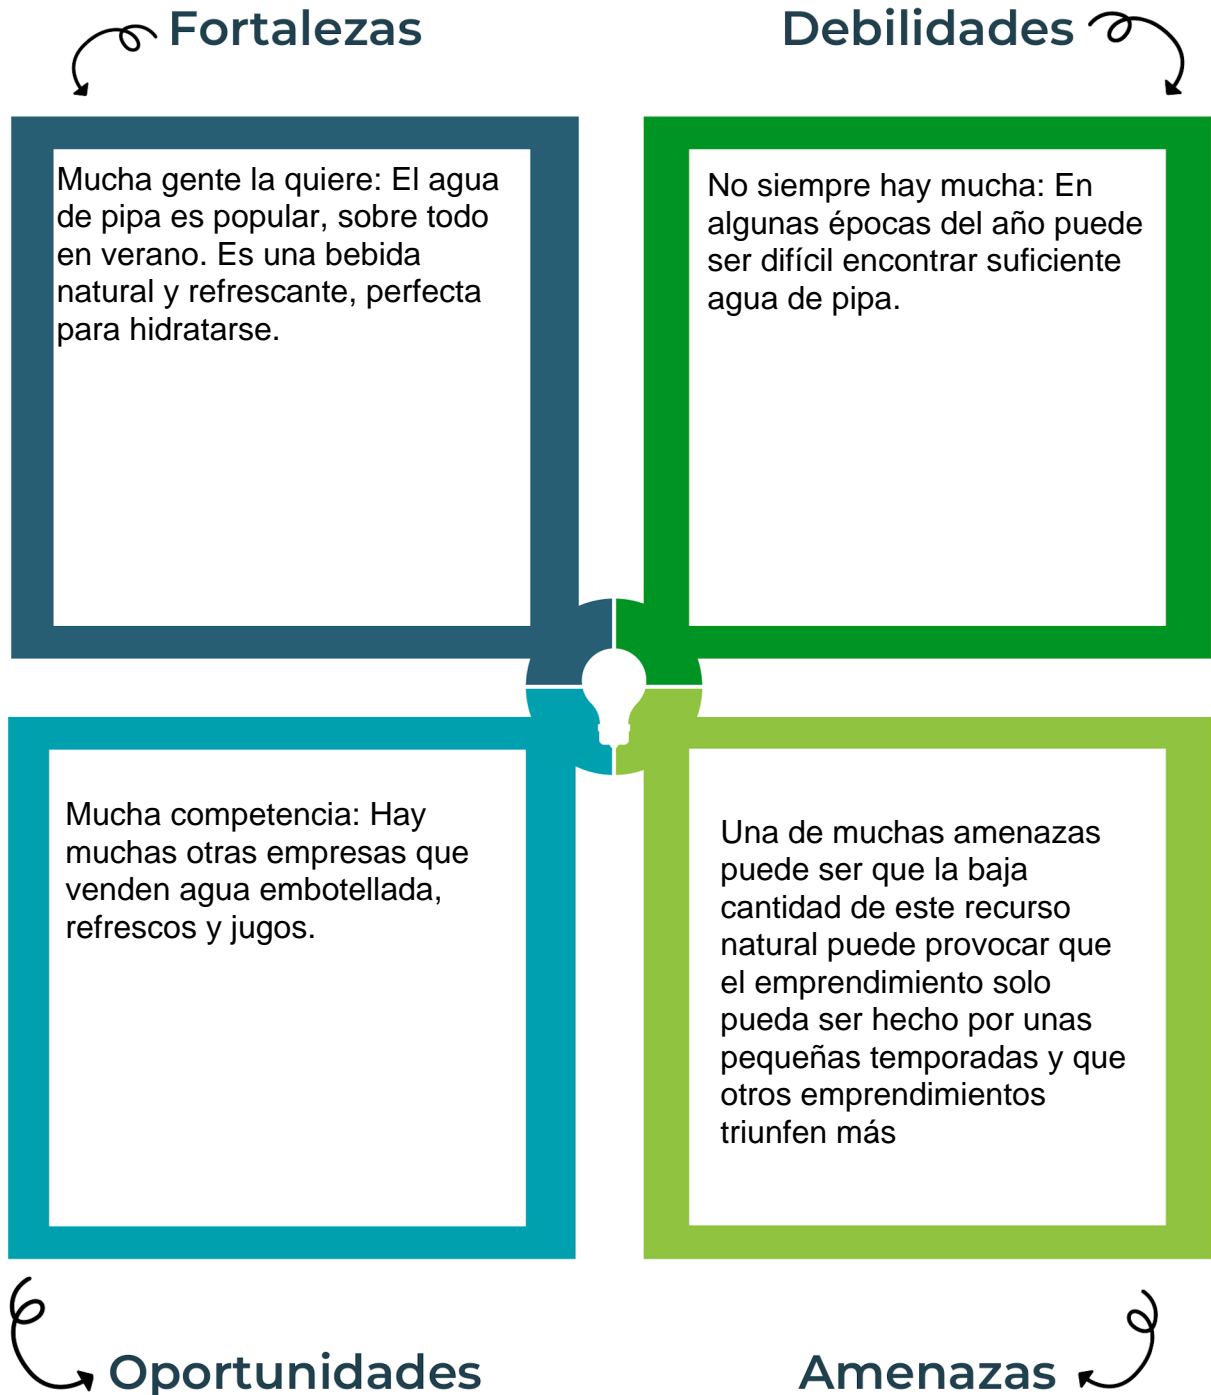 Fortalezas
Debilidades
Mucha gente la quiere: El agua
de pipa es popular, sobre todo
en verano. Es una bebida
natural y refrescante, perfecta
para hidratarse.
No siempre hay mucha: En
algunas épocas del año puede
ser difícil encontrar suficiente
agua de pipa.
Mucha competencia: Hay
muchas otras empresas que
venden agua embotellada,
refrescos y jugos.
Una de muchas amenazas
puede ser que la baja
cantidad de este recurso
natural puede provocar que
el emprendimiento solo
pueda ser hecho por unas
pequeñas temporadas y que
otros emprendimientos
triunfen más
Oportunidades
Amenazas